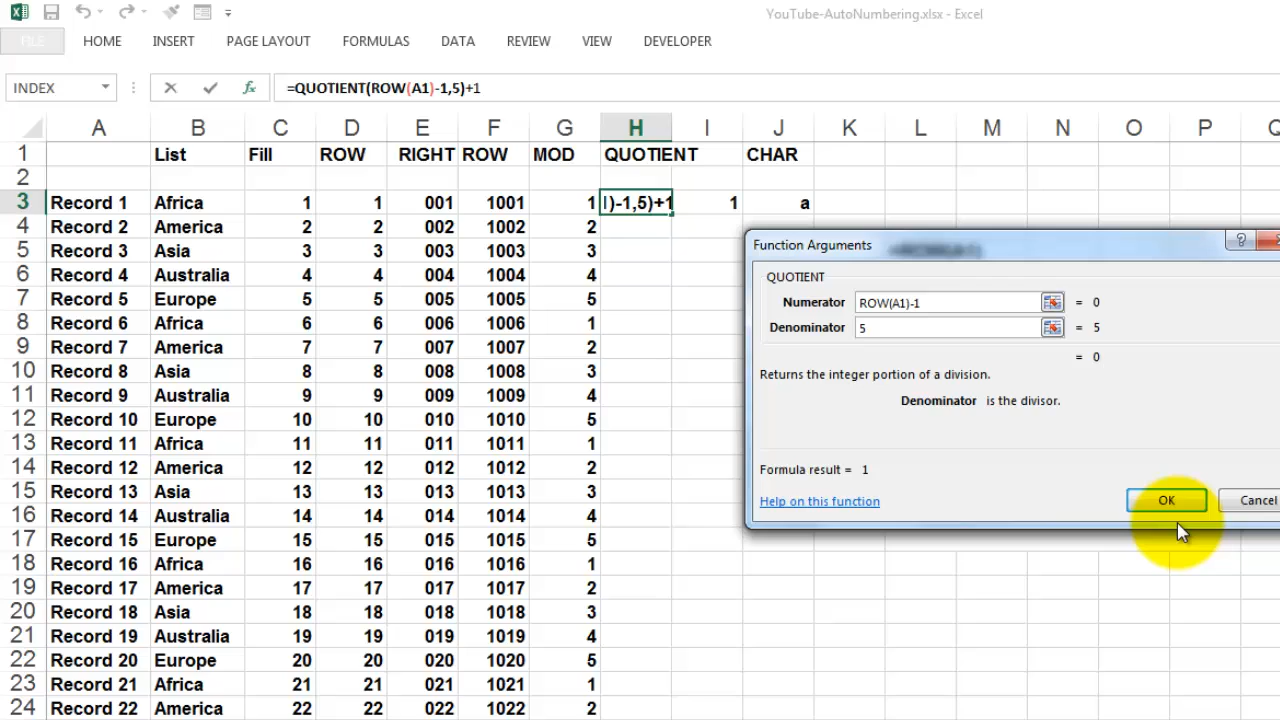 YouTube-AutoNumbering.xlsx - Excel
FILE HOME INSERT PAGE LAYOUT FORMULAS DATA REVIEW VIEW DEVELOPER
INDEX =QUOTIENT(ROW(A1)-1,5)+1
A B C D E F G H I J K L M N O P Q
1 List Fill ROW RIGHT ROW MOD QUOTIENT CHAR
2
3 Record 1 Africa 1 1 001 1001 1 )-1,5)+1 1 a
4 Record 2 America 2 2 002 1002 2
5 Record 3 Asia 3 3 003 1003 3
6 Record 4 Australia 4 4 004 1004 4
7 Record 5 Europe 5 5 005 1005 5
8 Record 6 Africa 6 6 006 1006 1
9 Record 7 America 7 7 007 1007 2
10 Record 8 Asia 8 8 008 1008 3
11 Record 9 Australia 9 9 009 1009 4
12 Record 10 Europe 10 10 010 1010 5
13 Record 11 Africa 11 11 011 1011 1
14 Record 12 America 12 12 012 1012 2
15 Record 13 Asia 13 13 013 1013 3
16 Record 14 Australia 14 14 014 1014 4
17 Record 15 Europe 15 15 015 1015 5
18 Record 16 Africa 16 16 016 1016 1
19 Record 17 America 17 17 017 1017 2
20 Record 18 Asia 18 18 018 1018 3
21 Record 19 Australia 19 19 019 1019 4
22 Record 20 Europe 20 20 020 1020 5
23 Record 21 Africa 21 21 021 1021 1
24 Record 22 America 22 22 022 1022 2
Function Arguments
QUOTIENT
Numerator ROW(A1)-1 = 0
Denominator 5 = 5
= 0
Returns the integer portion of a division.
Denominator is the divisor.
Formula result = 1
Help on this function OK Cancel